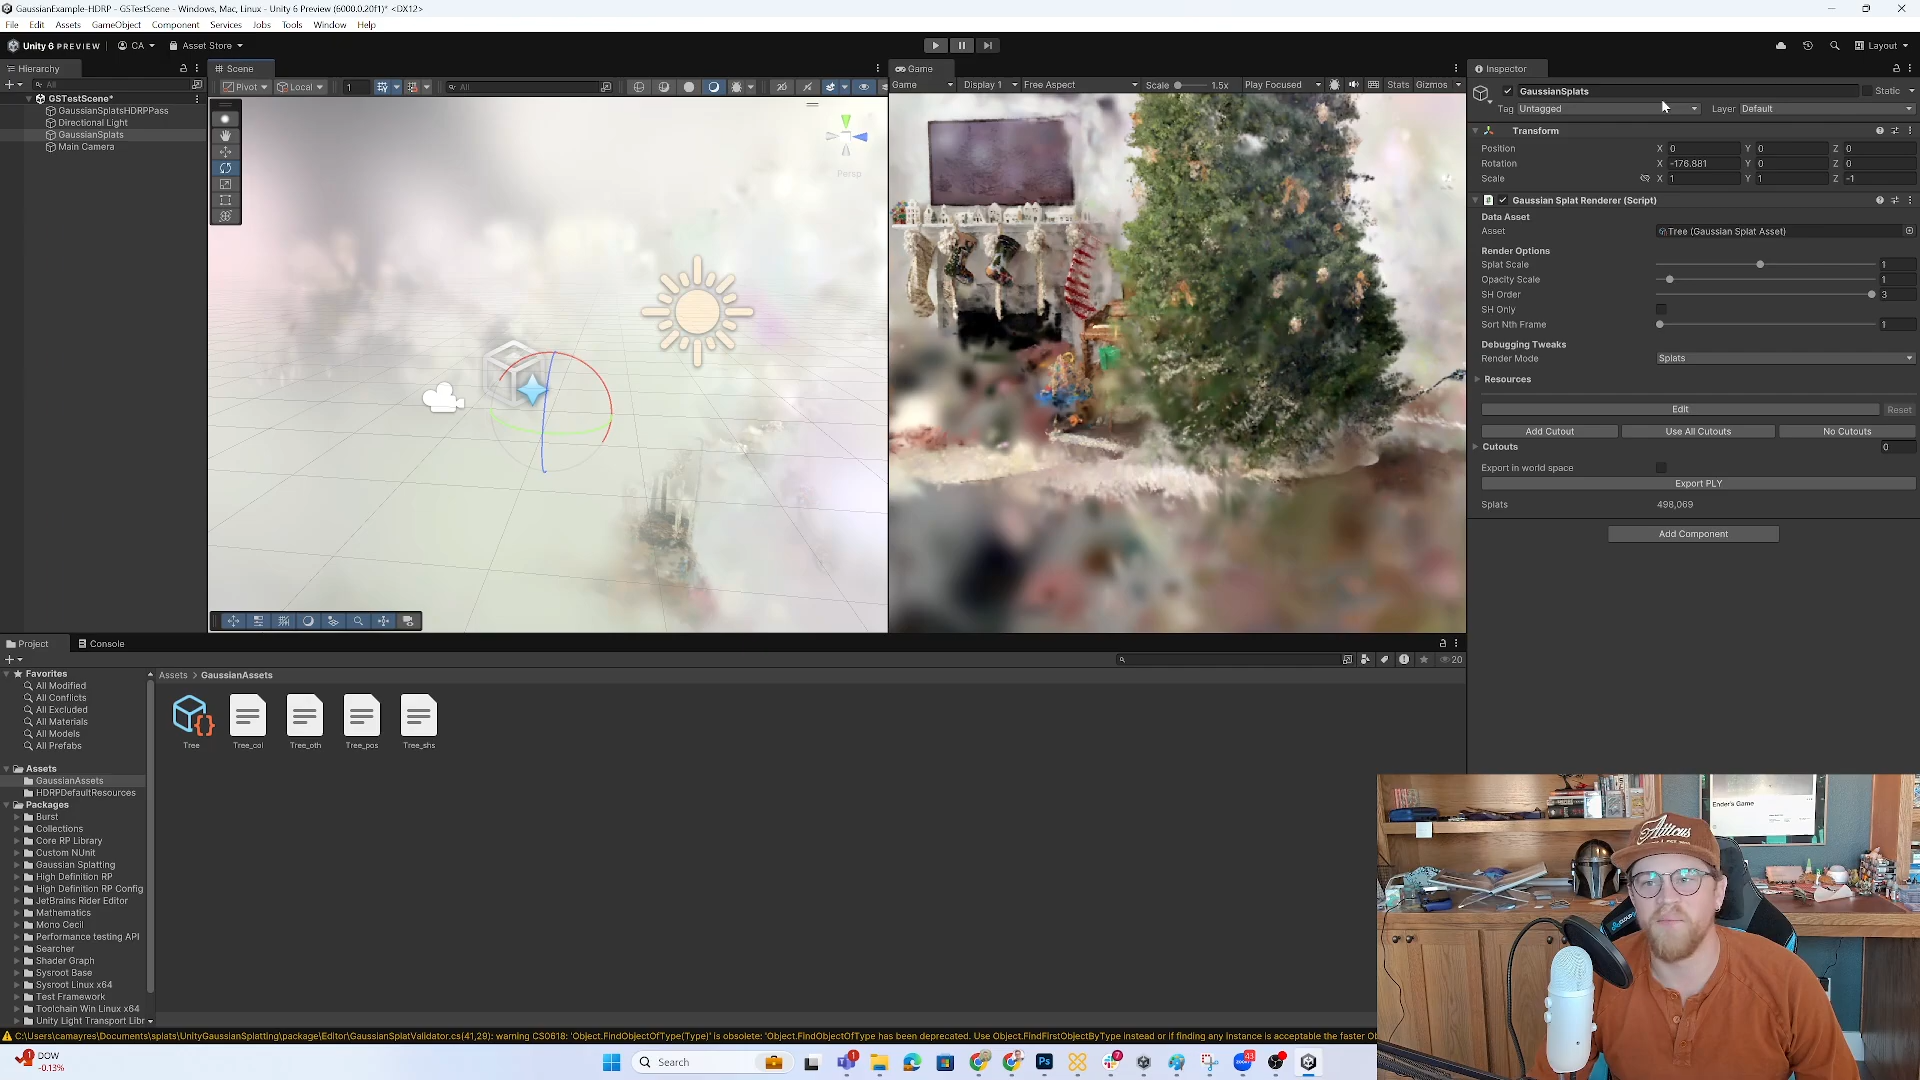 GaussianExample-HDRP - GSTestScene - Windows, Mac, Linux - Unity 6 Preview (6000.0.20f1)* <DX12>
File Edit Assets GameObject Component Services Jobs Tools Window Help
Unity 6 PREVIEW CA Asset Store Layout
Hierarchy
All
GSTestScene*
GaussianSplatsHDRPPass
Directional Light
GaussianSplats
Main Camera
Scene
Pivot Local 1 All
Persp
Game
Game Display 1 Free Aspect Scale 1.5x Play Focused Stats Gizmos
Inspector
GaussianSplats Static
Tag Untagged Layer Default
Transform
Position X 0 Y 0 Z 0
Rotation X -176.881 Y 0 Z 0
Scale X 1 Y 1 Z -1
Gaussian Splat Renderer (Script)
Data Asset
Asset Tree (Gaussian Splat Asset)
Render Options
Splat Scale 1
Opacity Scale 1
SH Order 3
SH Only
Sort Nth Frame 1
Debugging Tweaks
Render Mode Splats
Resources
Edit Reset
Add Cutout Use All Cutouts No Cutouts
Cutouts 0
Export in world space
Export PLY
Splats 498,069
Add Component
Project Console
20
Favorites
All Modified
All Conflicts
All Excluded
All Materials
All Models
All Prefabs
Assets
GaussianAssets
HDRPDefaultResources
Packages
Burst
Collections
Core RP Library
Custom NUnit
Gaussian Splatting
High Definition RP
High Definition RP Config
JetBrains Rider Editor
Mathematics
Mono Cecil
Performance testing API
Searcher
Shader Graph
Sysroot Base
Sysroot Linux x64
Test Framework
Toolchain Win Linux x64
Unity Light Transport Libr
Assets > GaussianAssets
Tree Tree_col Tree_oth Tree_pos Tree_shs
Ender's Game
Atticus
C:\Users\camayres\Documents\splats\UnityGaussianSplatting\package\Editor\GaussianSplatValidator.cs(41,29): warning CS0618: 'Object.FindObjectOfType(Type)' is obsolete: 'Object.FindObjectOfType has been deprecated. Use Object.FindFirstObjectByType instead or if finding any instance is acceptable the faster Ob
1 DOW
-0.13%
Search
1
7
43